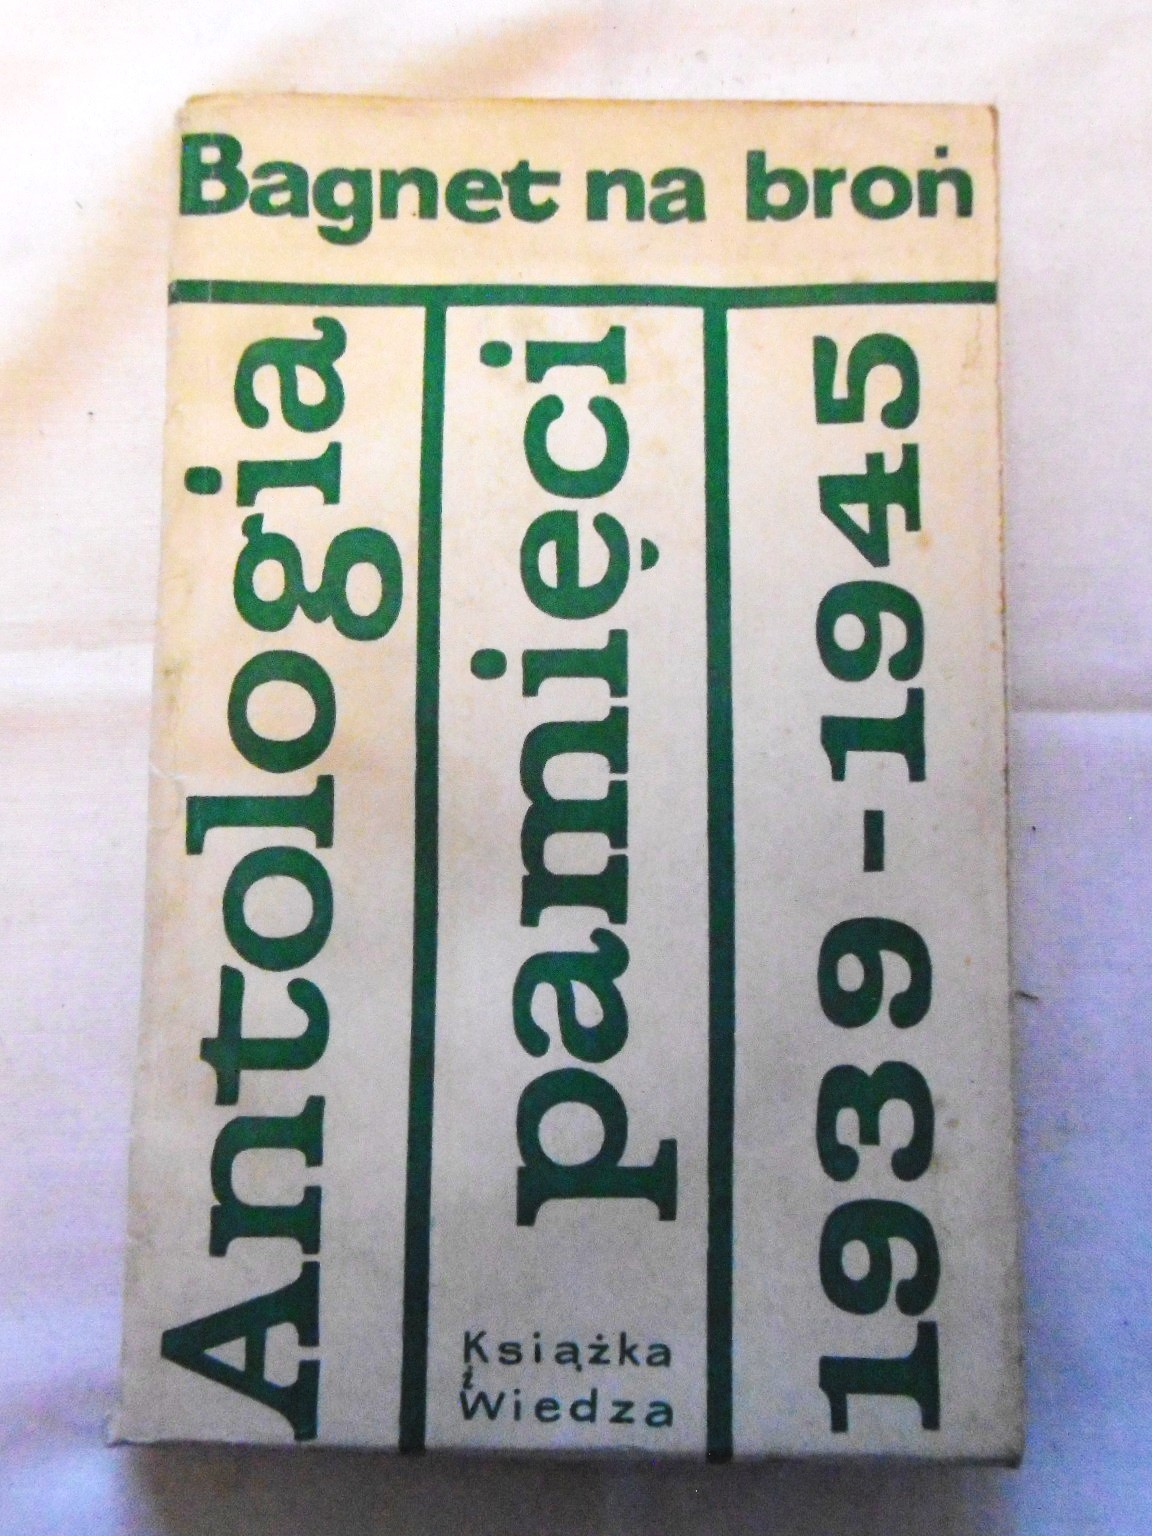 Bagnet na broń
Antologia
pamięci
1939-1945
Książka
i
Wiedza